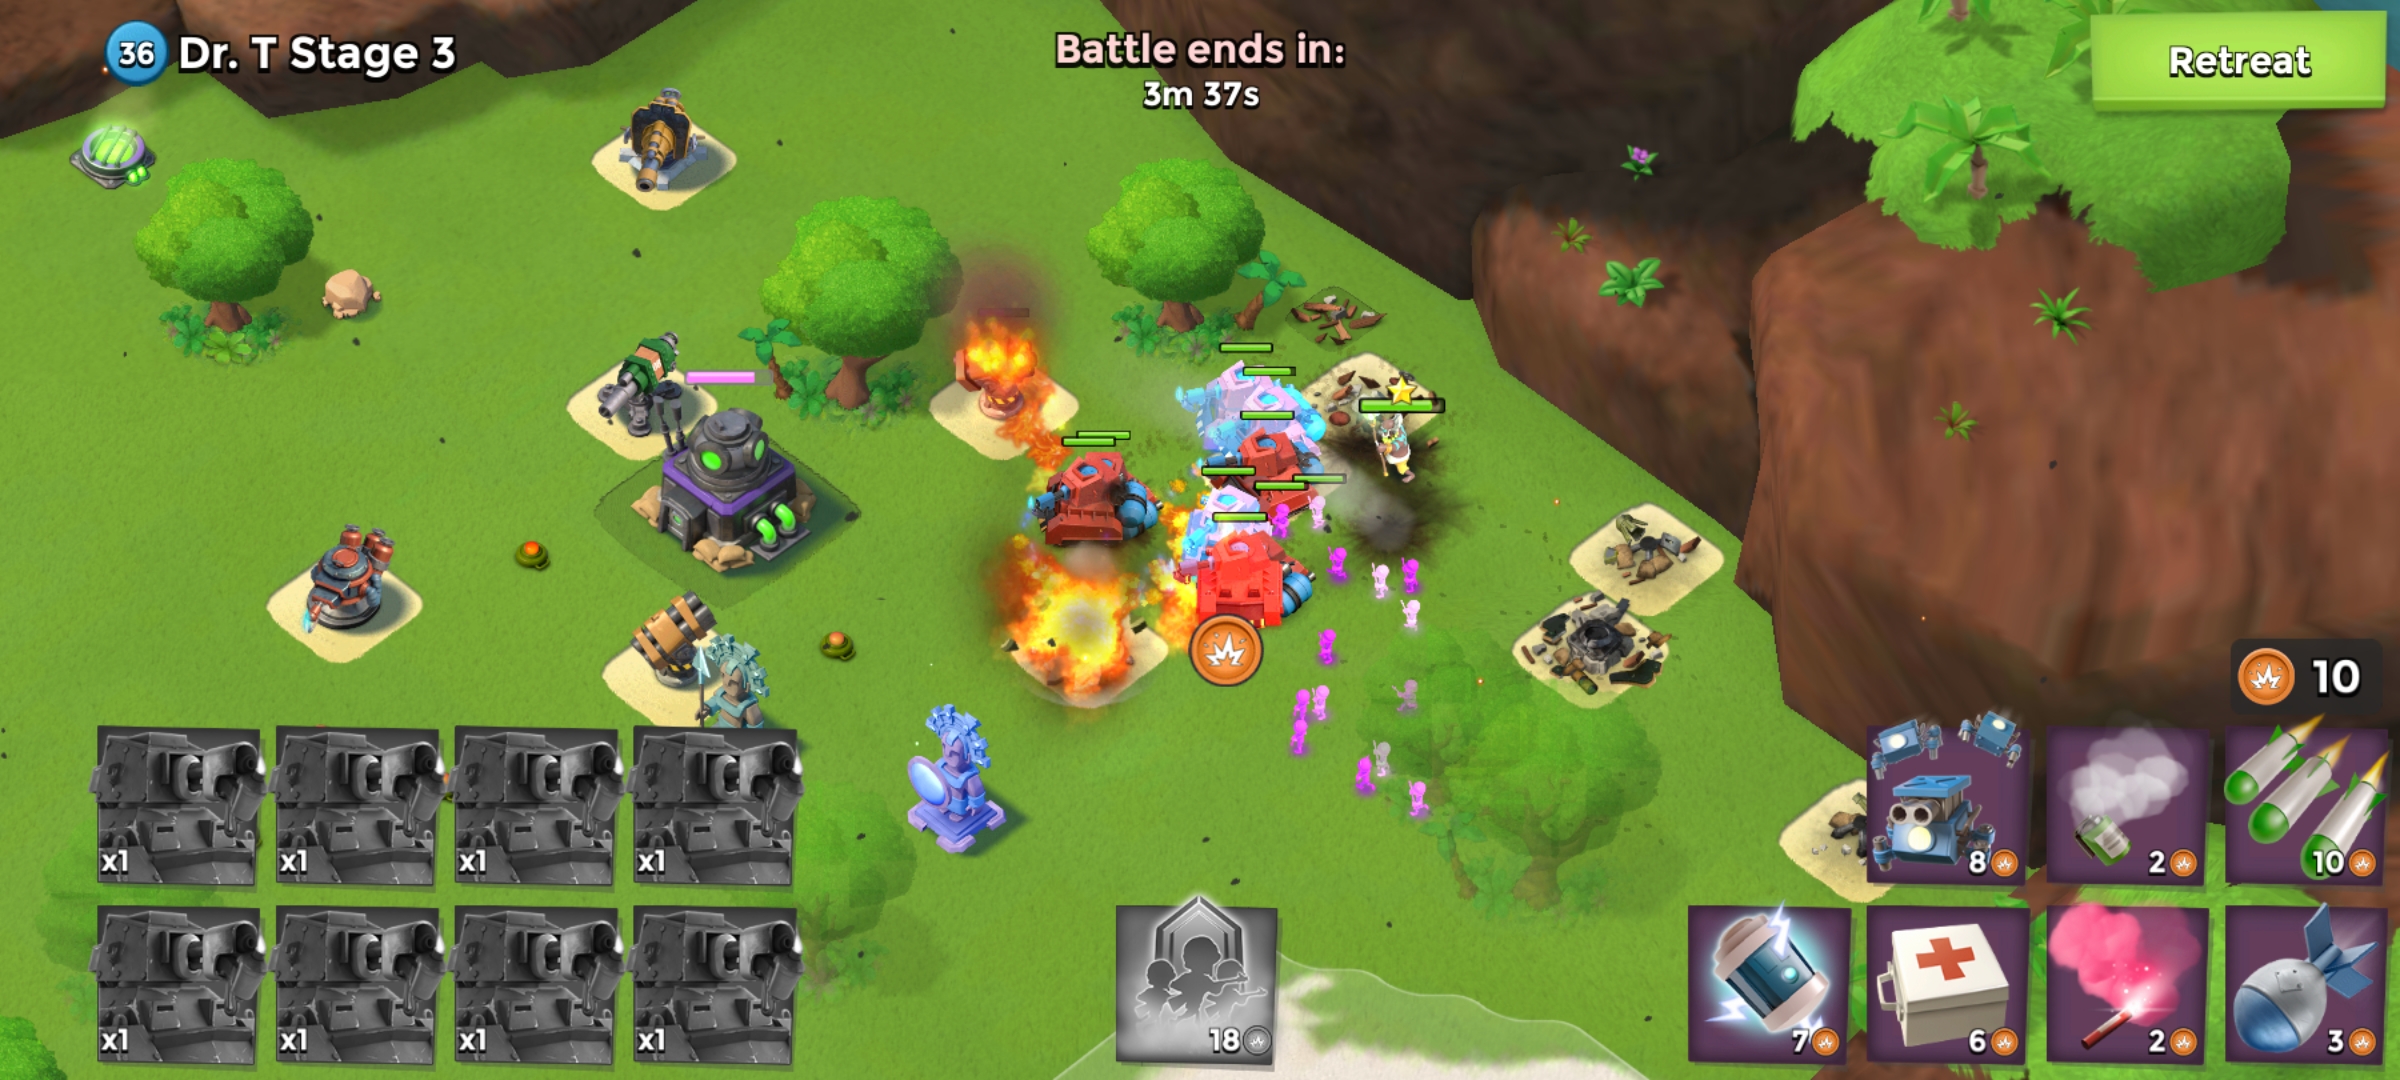 36 Dr. T Stage 3
Battle ends in:
3m 37s
Retreat
10
8
2
10
x1
x1
x1
x1
x1
x1
x1
x1
18
7
6
2
3